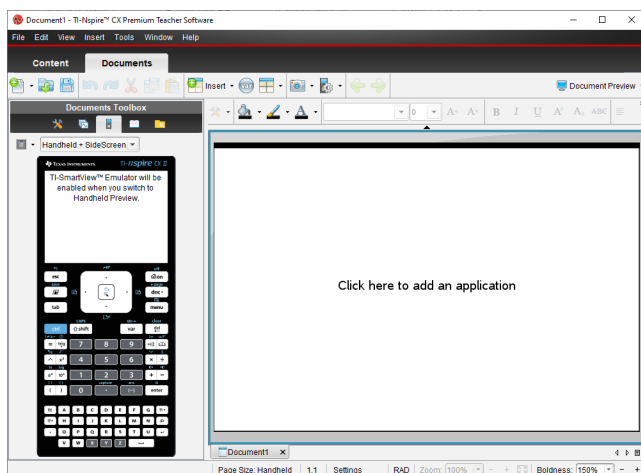 Document1 - TI-Nspire™ CX Premium Teacher Software
File Edit View Insert Tools Window Help
Content Documents
Insert
Document Preview
Documents Toolbox
0 A+ A- B I U ABC
Handheld + SideScreen
TEXAS INSTRUMENTS TI-nspire CX II
TI-SmartView™ Emulator will be
enabled when you switch to
Handheld Preview.
esc on
doc
tab menu
ctrl shift var
7 8 9
4 5 6
1 2 3
0 enter
H A B C D E F G
I J K L M N
O P Q R S T U
V W X Y Z
Click here to add an application
Document1
Page Size: Handheld 1.1 Settings RAD Zoom: 100% Boldness: 150%